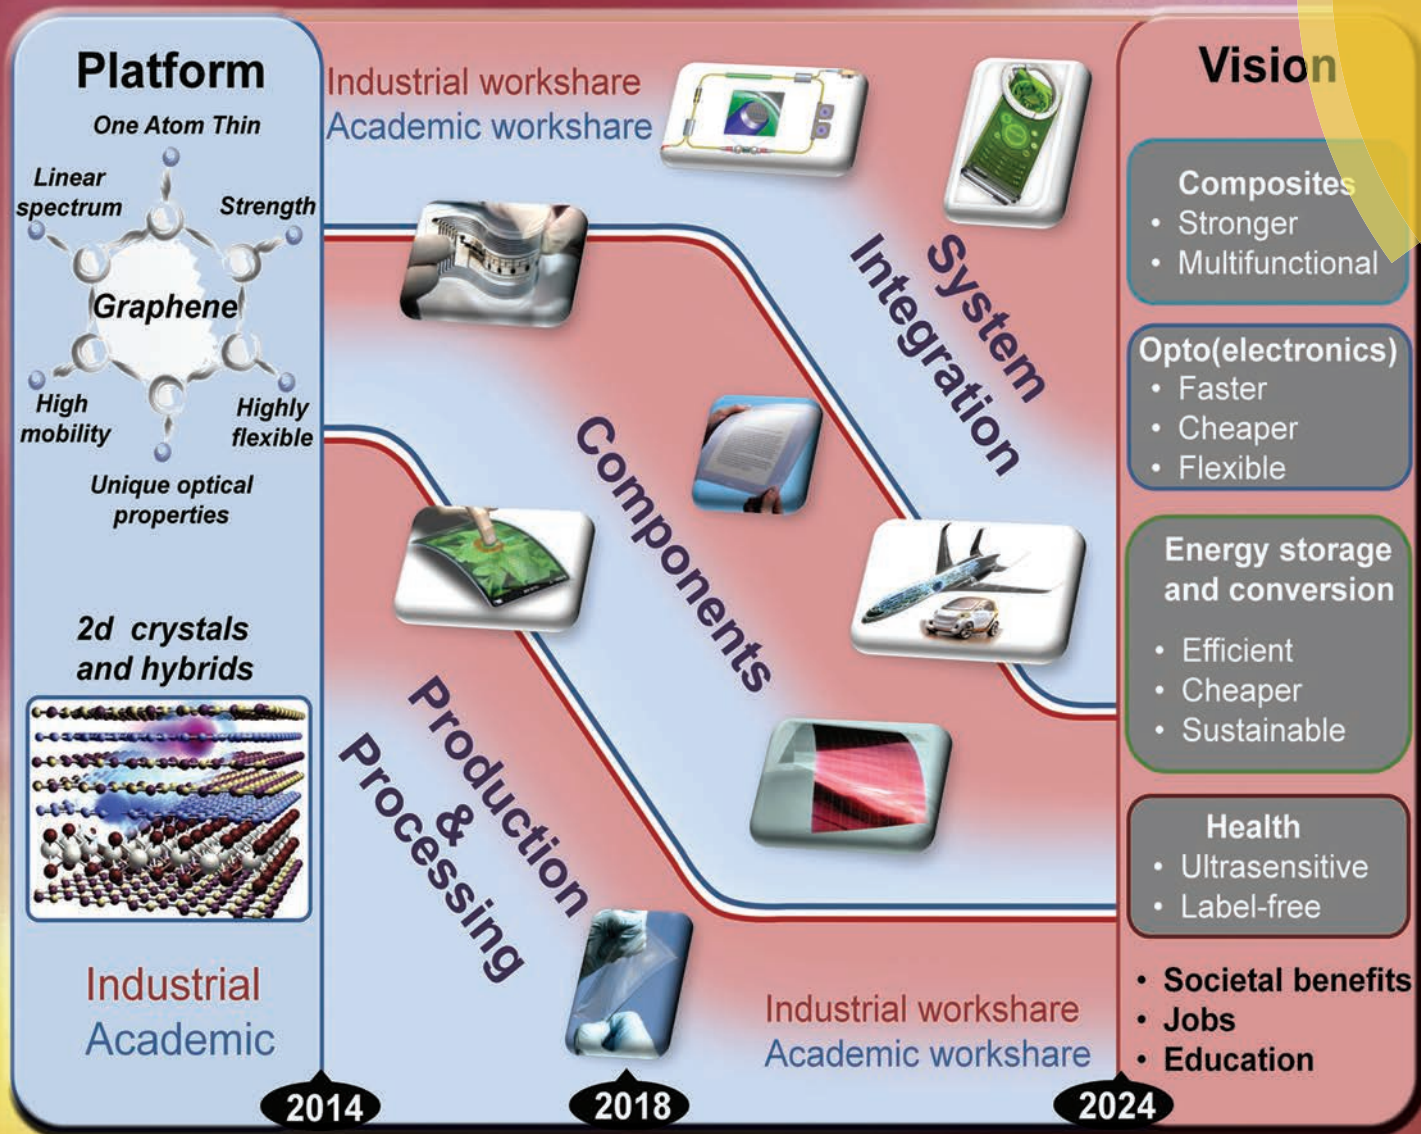 Platform
One Atom Thin
Linear
spectrum
Strength
Graphene
High
mobility
Highly
flexible
Unique optical
properties
2d crystals
and hybrids
Industrial
Academic
Industrial workshare
Academic workshare
System
Integration
Components
Production
&
Processing
Industrial workshare
Academic workshare
Vision
Composites
• Stronger
• Multifunctional
Opto(electronics)
• Faster
• Cheaper
• Flexible
Energy storage
and conversion
• Efficient
• Cheaper
• Sustainable
Health
• Ultrasensitive
• Label-free
• Societal benefits
• Jobs
• Education
2014
2018
2024